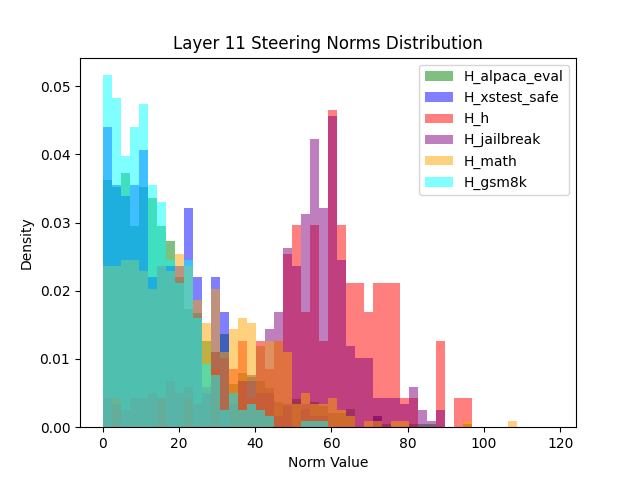 Layer 11 Steering Norms Distribution
H_alpaca_eval
H_xstest_safe
H_h
H_jailbreak
H_math
H_gsm8k
0.05
0.04
0.03
0.02
0.01
0.00
Density
0 20 40 60 80 100 120
Norm Value